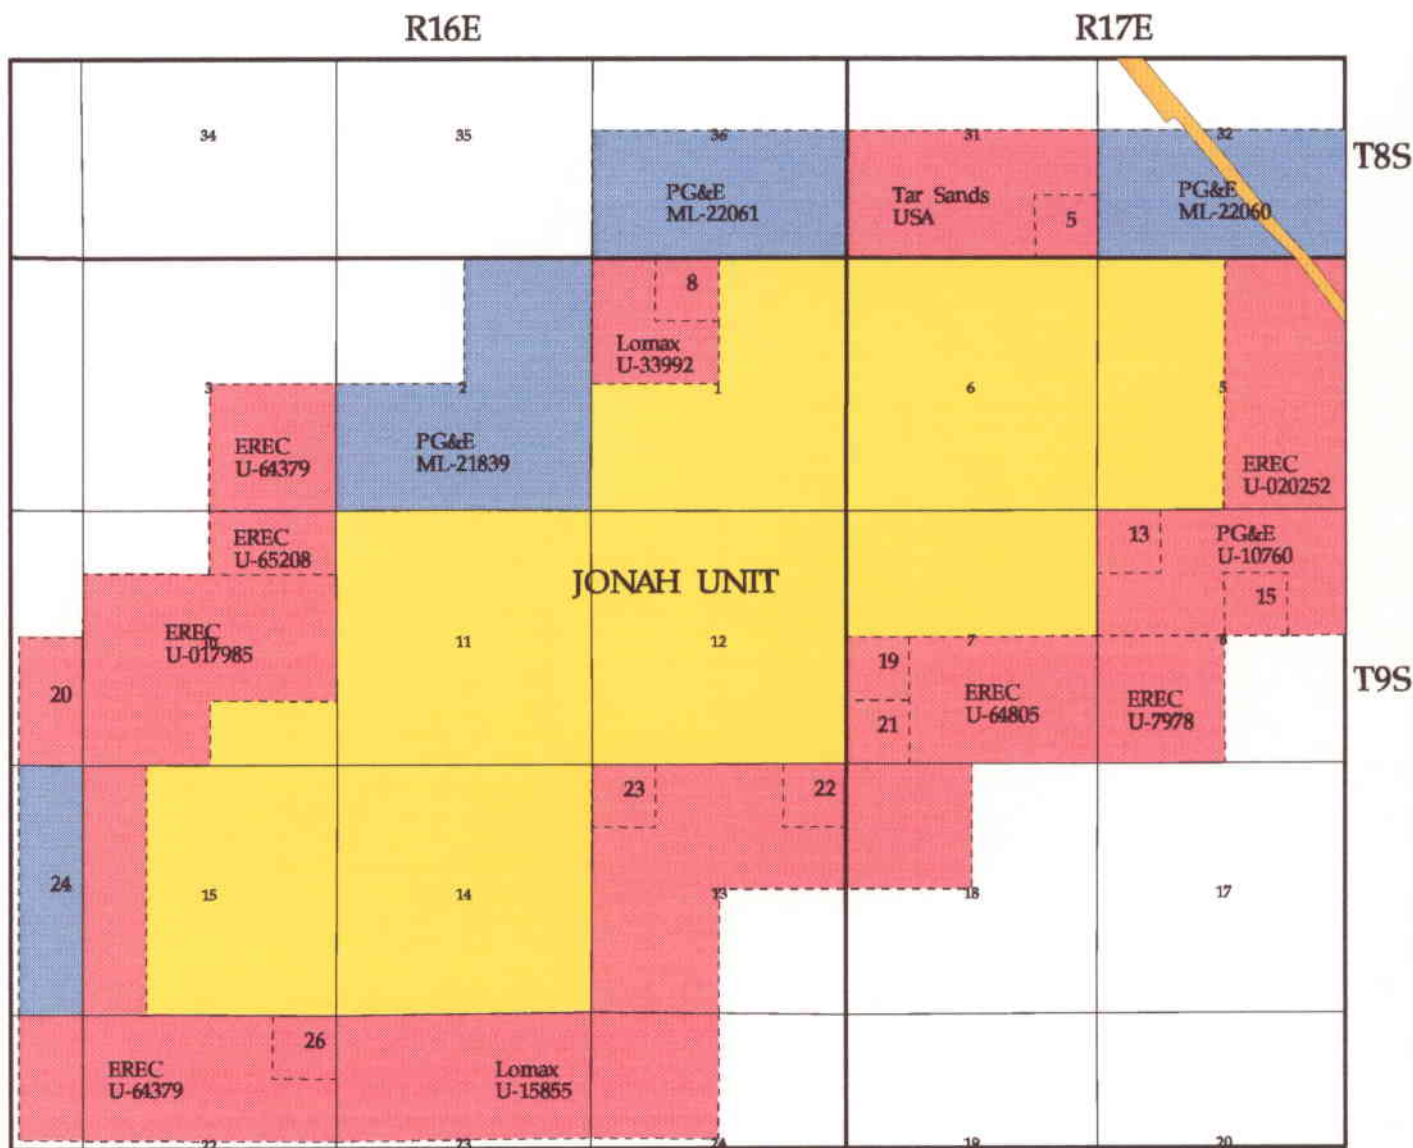 R16E
R17E
34
35
36
31
32
T8S
PG&E
ML-22061
Tar Sands
USA
5
PG&E
ML-22060
8
Lomax
U-33992
3
2
1
6
5
EREC
U-64379
PG&E
ML-21839
EREC
U-020252
EREC
U-65208
13
PG&E
U-10760
JONAH UNIT
15
EREC
U-017985
10
11
12
7
8
T9S
20
19
EREC
U-64805
EREC
U-7978
21
23
22
24
15
14
13
18
17
26
EREC
U-64379
Lomax
U-15855
22
23
24
19
20